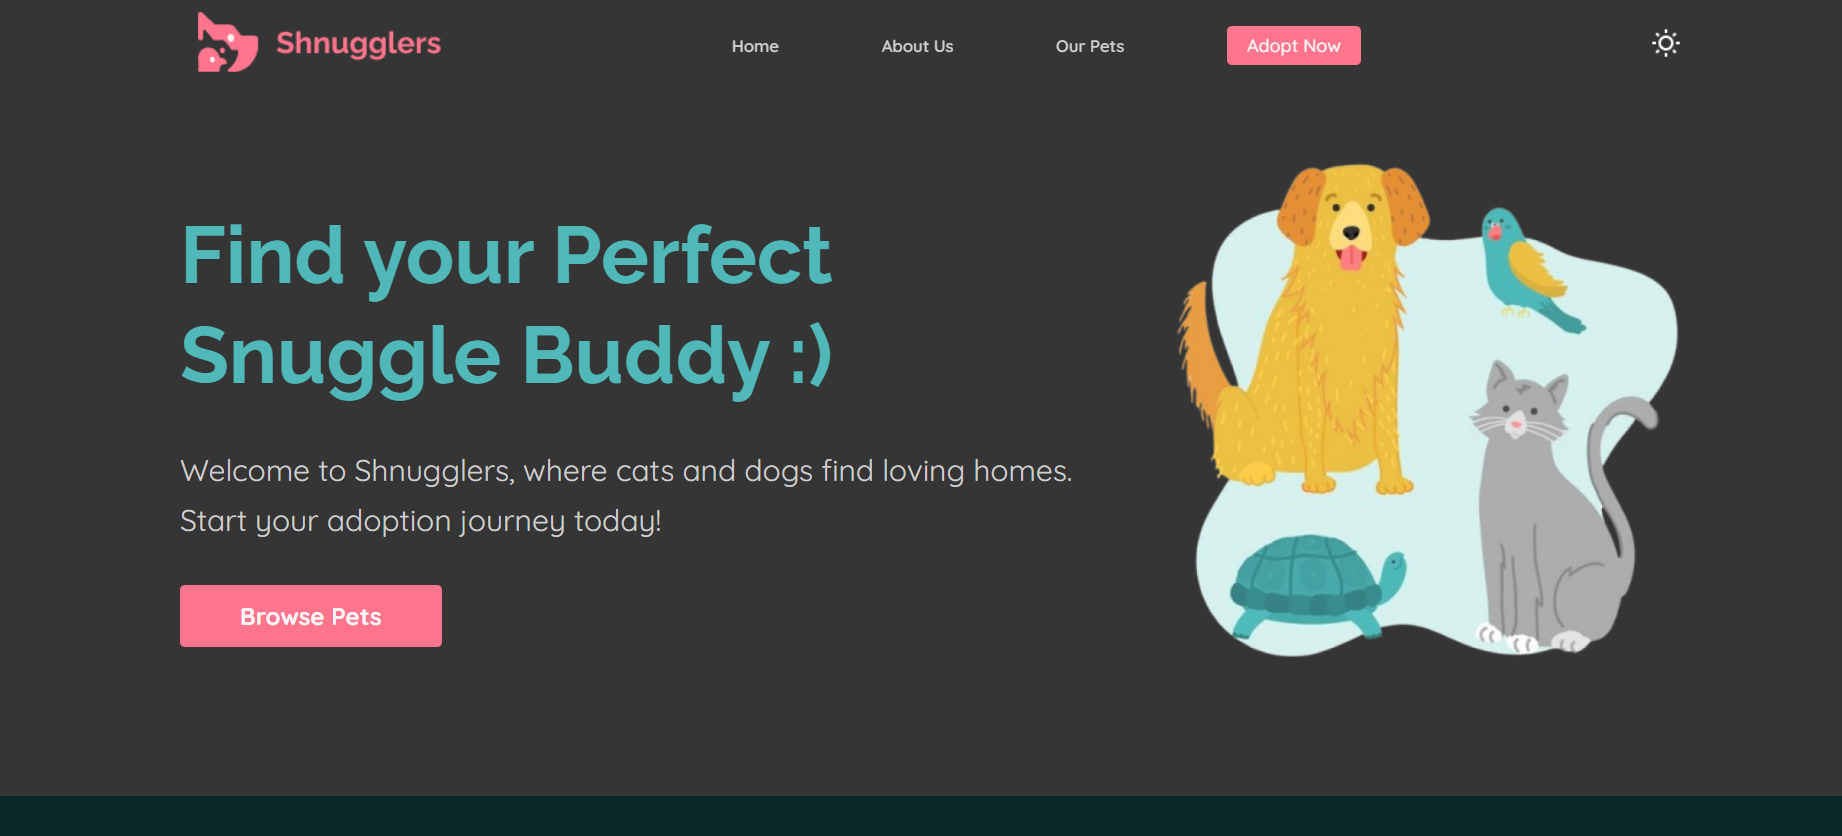 Shnugglers
Home
About Us
Our Pets
Adopt Now
Find your Perfect
Snuggle Buddy :)
Welcome to Shnugglers, where cats and dogs find loving homes.
Start your adoption journey today!
Browse Pets